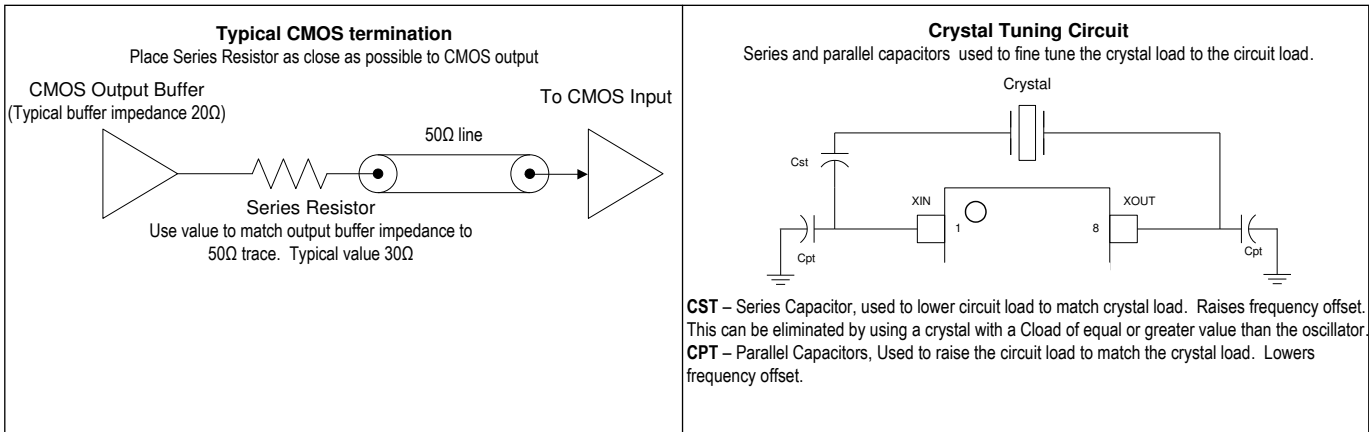 Typical CMOS termination
Place Series Resistor as close as possible to CMOS output
CMOS Output Buffer
(Typical buffer impedance 20Ω)
To CMOS Input
50Ω line
Series Resistor
Use value to match output buffer impedance to
50Ω trace. Typical value 30Ω
Crystal Tuning Circuit
Series and parallel capacitors used to fine tune the crystal load to the circuit load.
Crystal
Cst
XIN
XOUT
1
8
Cpt
Cpt
CST – Series Capacitor, used to lower circuit load to match crystal load. Raises frequency offset.
This can be eliminated by using a crystal with a Cload of equal or greater value than the oscillator.
CPT – Parallel Capacitors, Used to raise the circuit load to match the crystal load. Lowers
frequency offset.